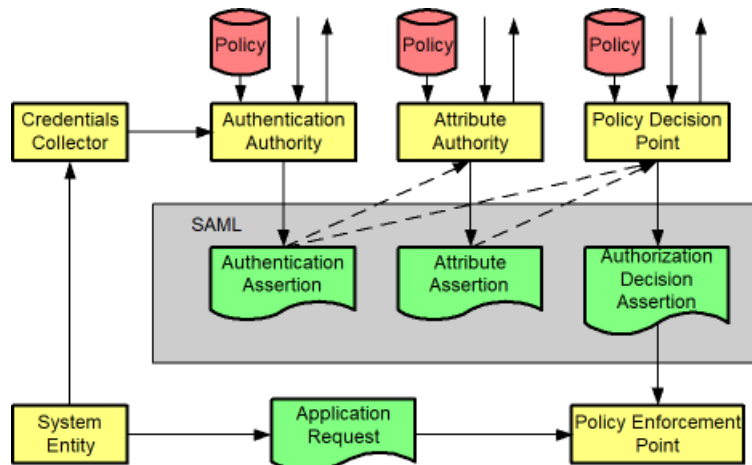 Policy
Policy
Policy
Credentials
Collector
Authentication
Authority
Attribute
Authority
Policy Decision
Point
SAML
Authentication
Assertion
Attribute
Assertion
Authorization
Decision
Assertion
System
Entity
Application
Request
Policy Enforcement
Point